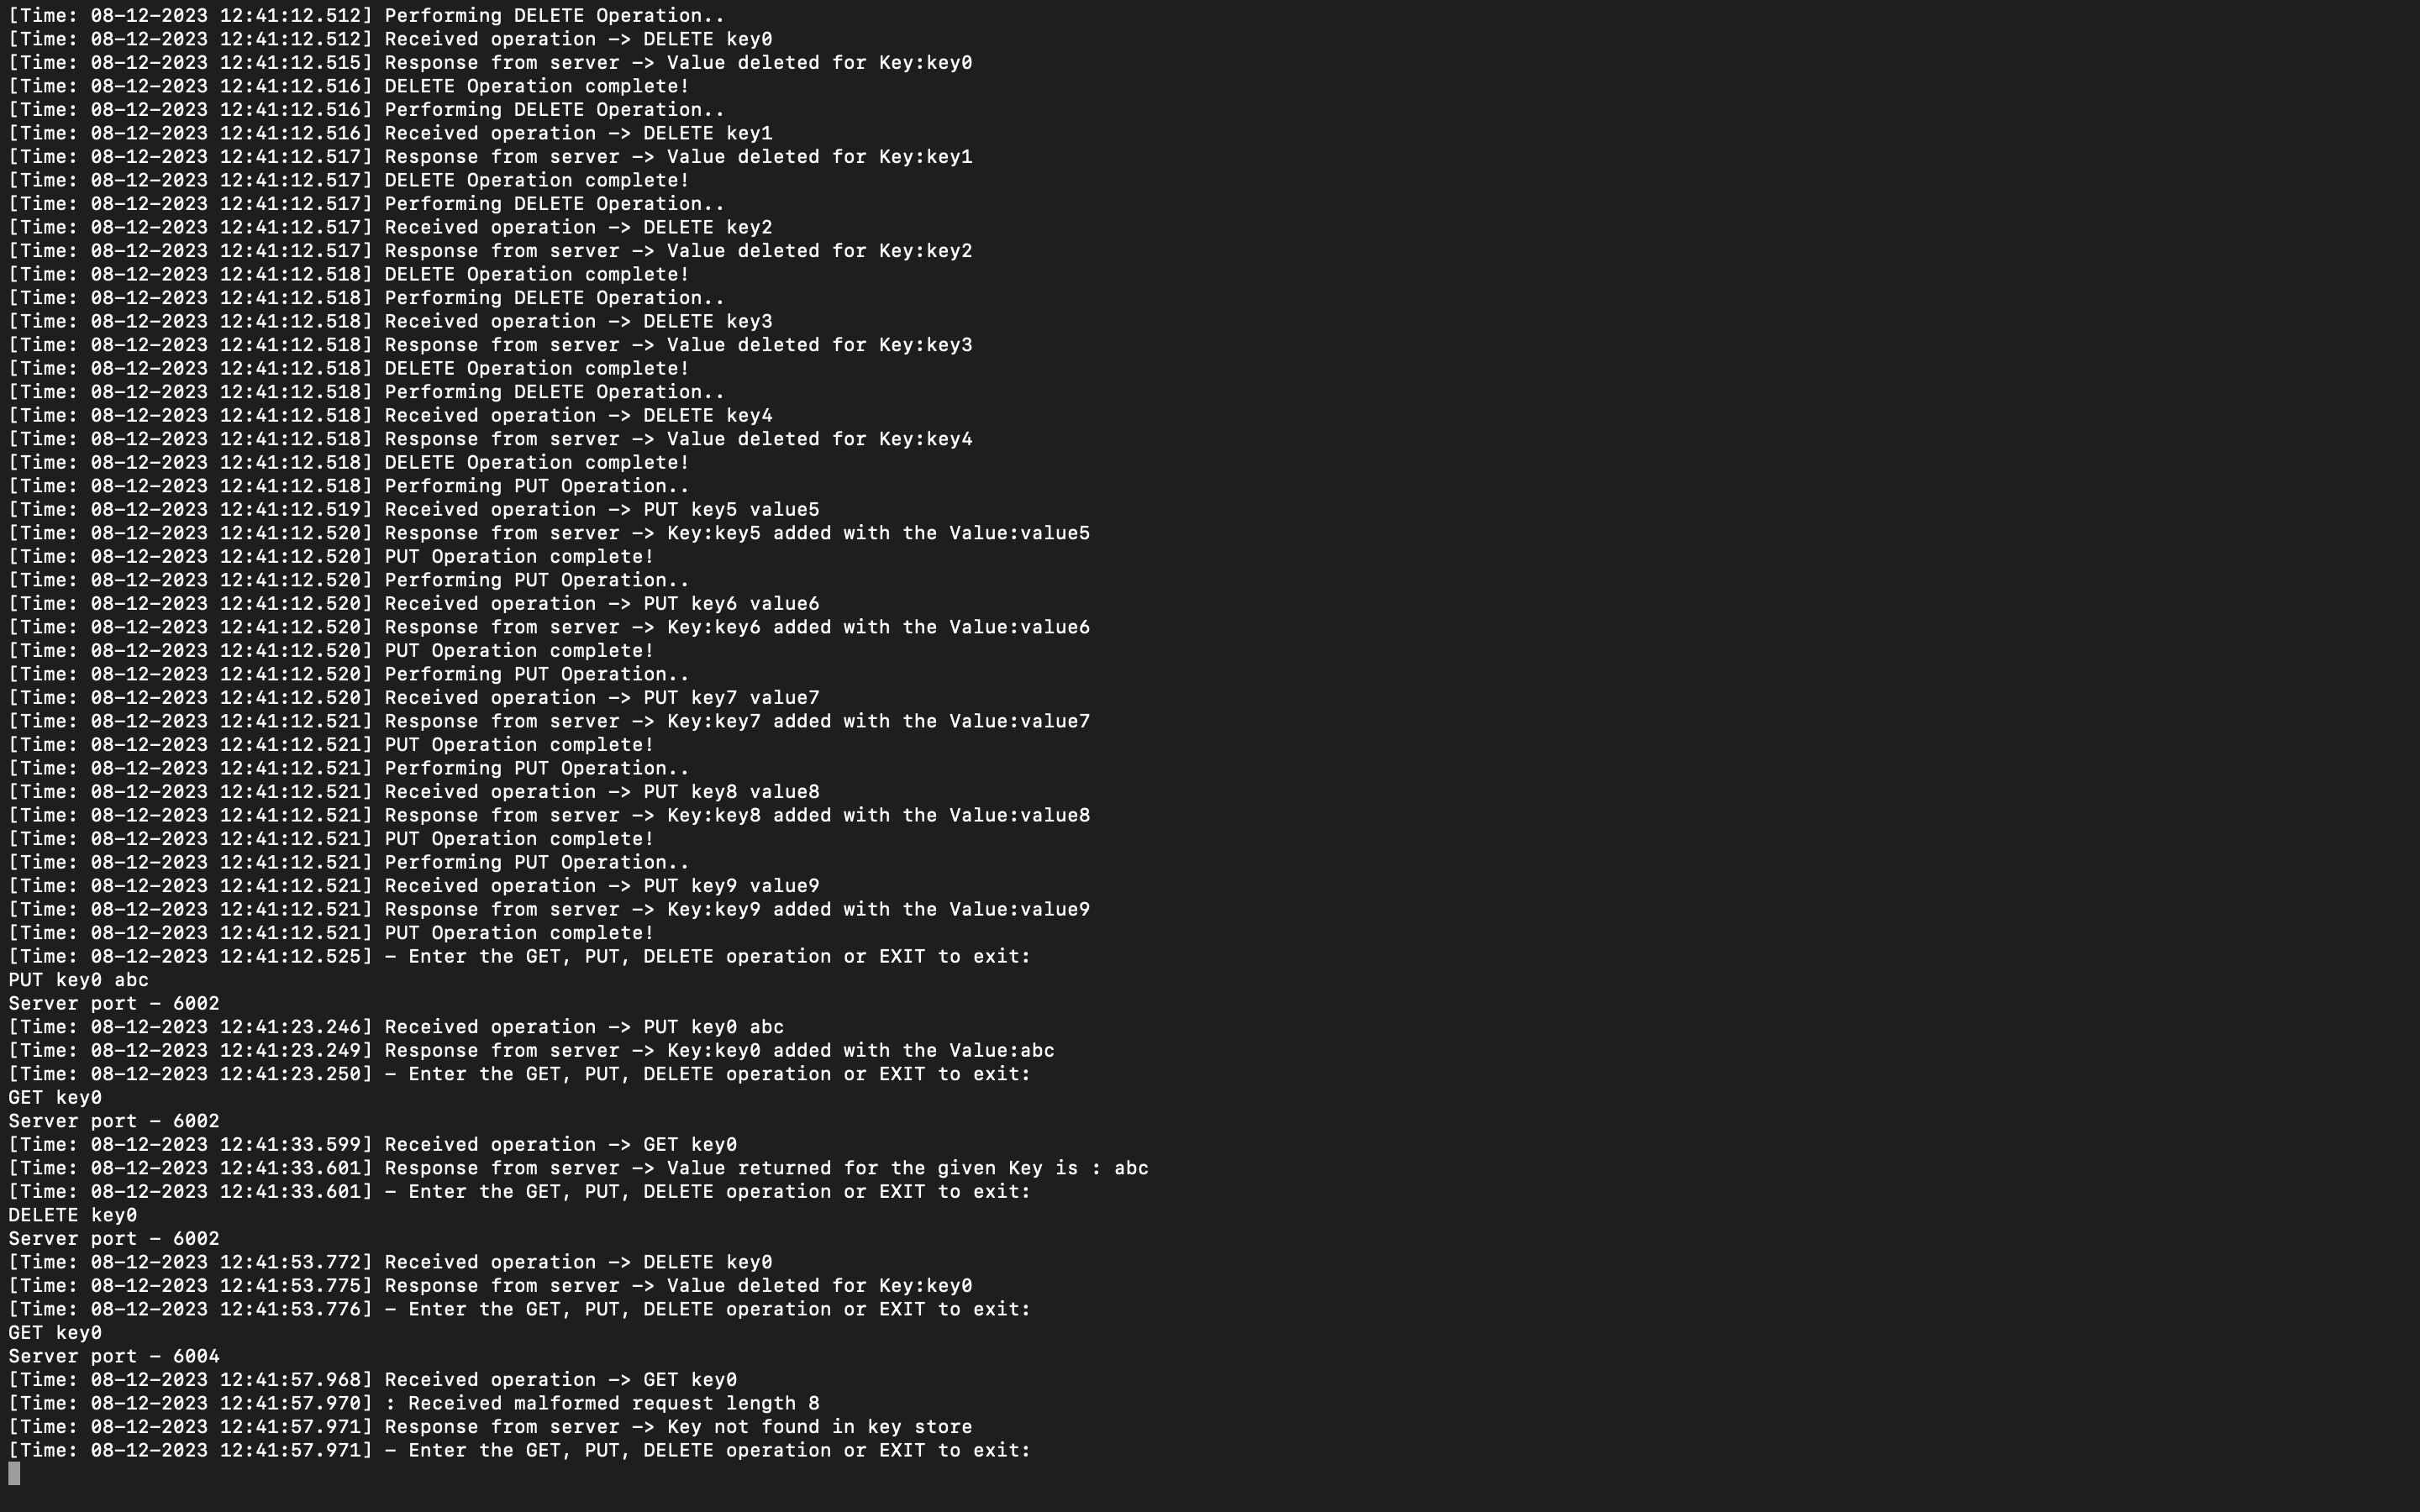 [Time: 08-12-2023 12:41:12.512] Performing DELETE Operation..
[Time: 08-12-2023 12:41:12.512] Received operation -> DELETE key0
[Time: 08-12-2023 12:41:12.515] Response from server -> Value deleted for Key:key0
[Time: 08-12-2023 12:41:12.516] DELETE Operation complete!
[Time: 08-12-2023 12:41:12.516] Performing DELETE Operation..
[Time: 08-12-2023 12:41:12.516] Received operation -> DELETE key1
[Time: 08-12-2023 12:41:12.517] Response from server -> Value deleted for Key:key1
[Time: 08-12-2023 12:41:12.517] DELETE Operation complete!
[Time: 08-12-2023 12:41:12.517] Performing DELETE Operation..
[Time: 08-12-2023 12:41:12.517] Received operation -> DELETE key2
[Time: 08-12-2023 12:41:12.517] Response from server -> Value deleted for Key:key2
[Time: 08-12-2023 12:41:12.518] DELETE Operation complete!
[Time: 08-12-2023 12:41:12.518] Performing DELETE Operation..
[Time: 08-12-2023 12:41:12.518] Received operation -> DELETE key3
[Time: 08-12-2023 12:41:12.518] Response from server -> Value deleted for Key:key3
[Time: 08-12-2023 12:41:12.518] DELETE Operation complete!
[Time: 08-12-2023 12:41:12.518] Performing DELETE Operation..
[Time: 08-12-2023 12:41:12.518] Received operation -> DELETE key4
[Time: 08-12-2023 12:41:12.518] Response from server -> Value deleted for Key:key4
[Time: 08-12-2023 12:41:12.518] DELETE Operation complete!
[Time: 08-12-2023 12:41:12.518] Performing PUT Operation..
[Time: 08-12-2023 12:41:12.519] Received operation -> PUT key5 value5
[Time: 08-12-2023 12:41:12.520] Response from server -> Key:key5 added with the Value:value5
[Time: 08-12-2023 12:41:12.520] PUT Operation complete!
[Time: 08-12-2023 12:41:12.520] Performing PUT Operation..
[Time: 08-12-2023 12:41:12.520] Received operation -> PUT key6 value6
[Time: 08-12-2023 12:41:12.520] Response from server -> Key:key6 added with the Value:value6
[Time: 08-12-2023 12:41:12.520] PUT Operation complete!
[Time: 08-12-2023 12:41:12.520] Performing PUT Operation..
[Time: 08-12-2023 12:41:12.520] Received operation -> PUT key7 value7
[Time: 08-12-2023 12:41:12.521] Response from server -> Key:key7 added with the Value:value7
[Time: 08-12-2023 12:41:12.521] PUT Operation complete!
[Time: 08-12-2023 12:41:12.521] Performing PUT Operation..
[Time: 08-12-2023 12:41:12.521] Received operation -> PUT key8 value8
[Time: 08-12-2023 12:41:12.521] Response from server -> Key:key8 added with the Value:value8
[Time: 08-12-2023 12:41:12.521] PUT Operation complete!
[Time: 08-12-2023 12:41:12.521] Performing PUT Operation..
[Time: 08-12-2023 12:41:12.521] Received operation -> PUT key9 value9
[Time: 08-12-2023 12:41:12.521] Response from server -> Key:key9 added with the Value:value9
[Time: 08-12-2023 12:41:12.521] PUT Operation complete!
[Time: 08-12-2023 12:41:12.525] - Enter the GET, PUT, DELETE operation or EXIT to exit:
PUT key0 abc
Server port - 6002
[Time: 08-12-2023 12:41:23.246] Received operation -> PUT key0 abc
[Time: 08-12-2023 12:41:23.249] Response from server -> Key:key0 added with the Value:abc
[Time: 08-12-2023 12:41:23.250] - Enter the GET, PUT, DELETE operation or EXIT to exit:
GET key0
Server port - 6002
[Time: 08-12-2023 12:41:33.599] Received operation -> GET key0
[Time: 08-12-2023 12:41:33.601] Response from server -> Value returned for the given Key is : abc
[Time: 08-12-2023 12:41:33.601] - Enter the GET, PUT, DELETE operation or EXIT to exit:
DELETE key0
Server port - 6002
[Time: 08-12-2023 12:41:53.772] Received operation -> DELETE key0
[Time: 08-12-2023 12:41:53.775] Response from server -> Value deleted for Key:key0
[Time: 08-12-2023 12:41:53.776] - Enter the GET, PUT, DELETE operation or EXIT to exit:
GET key0
Server port - 6004
[Time: 08-12-2023 12:41:57.968] Received operation -> GET key0
[Time: 08-12-2023 12:41:57.970] : Received malformed request length 8
[Time: 08-12-2023 12:41:57.971] Response from server -> Key not found in key store
[Time: 08-12-2023 12:41:57.971] - Enter the GET, PUT, DELETE operation or EXIT to exit: